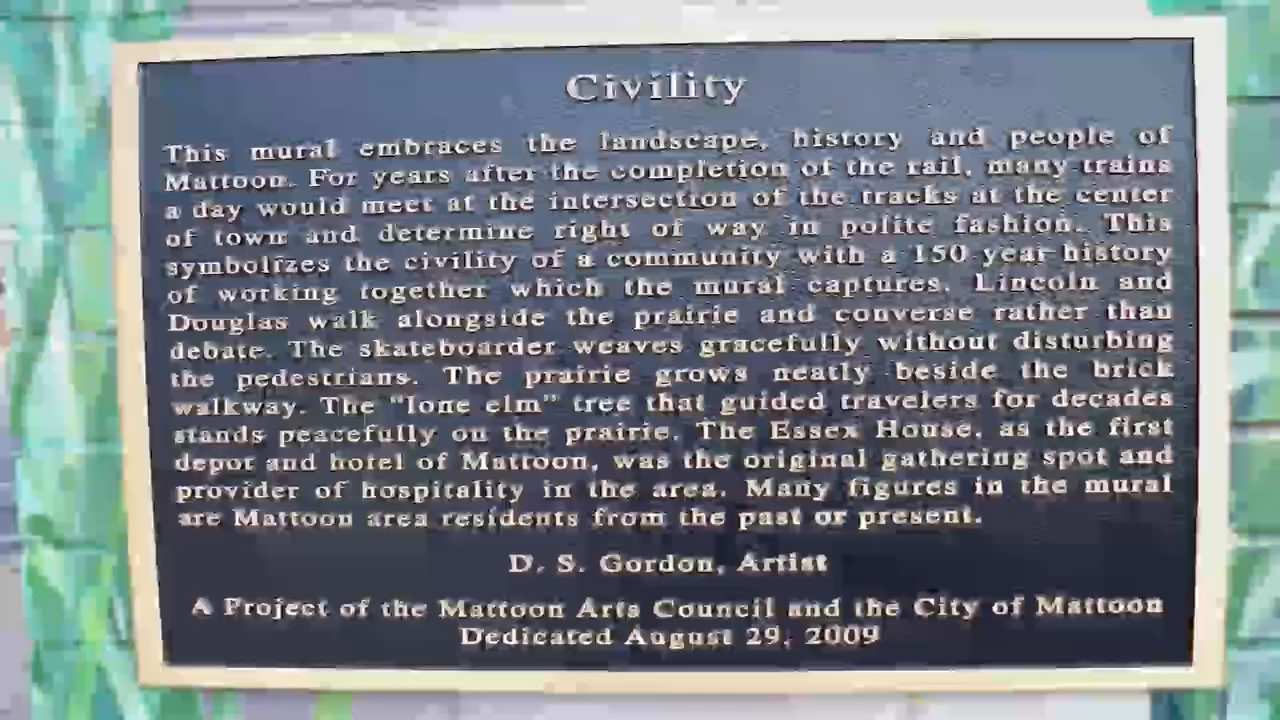 Civility
This mural embraces the landscape, history and people of
Mattoon. For years after the completion of the rail, many trains
a day would meet at the intersection of the tracks at the center
of town and determine right of way in polite fashion. This
symbolizes the civility of a community with a 150 year history
of working together which the mural captures. Lincoln and
Douglas walk alongside the prairie and converse rather than
debate. The skateboarder weaves gracefully without disturbing
the pedestrians. The prairie grows neatly beside the brick
walkway. The "lone elm" tree that guided travelers for decades
stands peacefully on the prairie. The Essex House, as the first
depot and hotel of Mattoon, was the original gathering spot and
provider of hospitality in the area. Many figures in the mural
are Mattoon area residents from the past or present.
D. S. Gordon, Artist
A Project of the Mattoon Arts Council and the City of Mattoon
Dedicated August 29, 2009